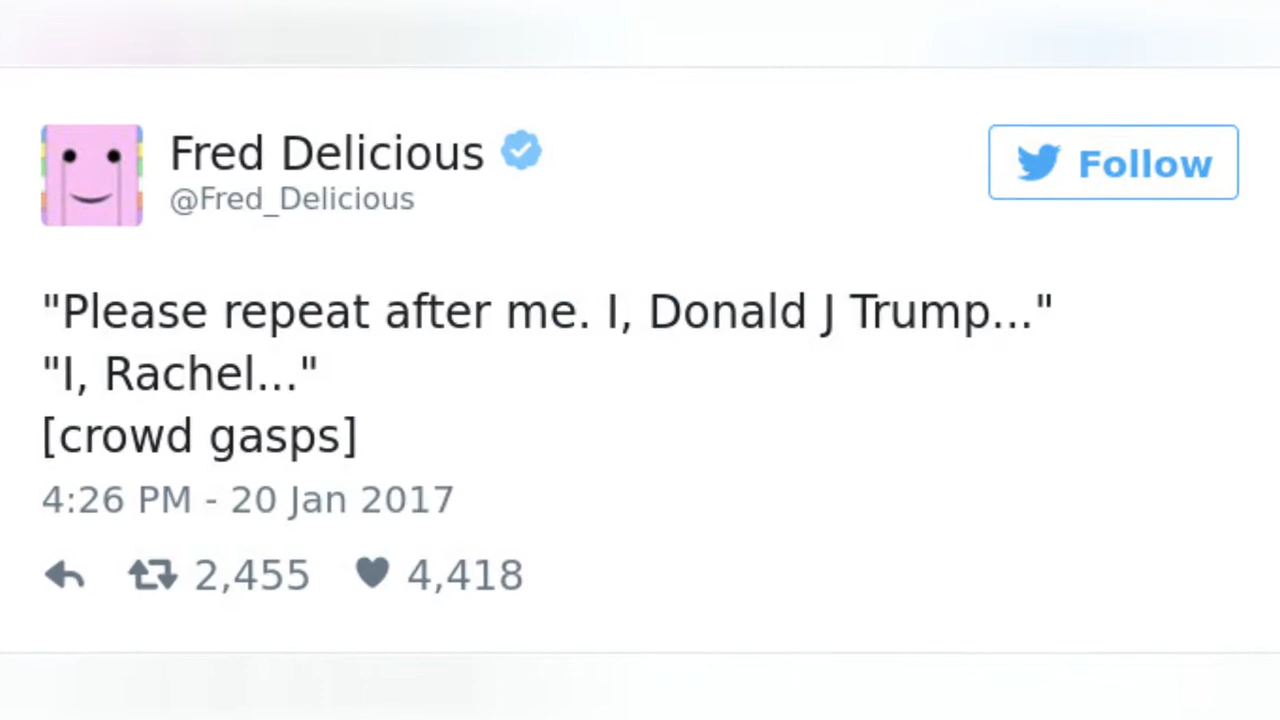 Fred Delicious
@Fred_Delicious
Follow
"Please repeat after me. I, Donald J Trump..."
"I, Rachel..."
[crowd gasps]
4:26 PM - 20 Jan 2017
2,455 4,418